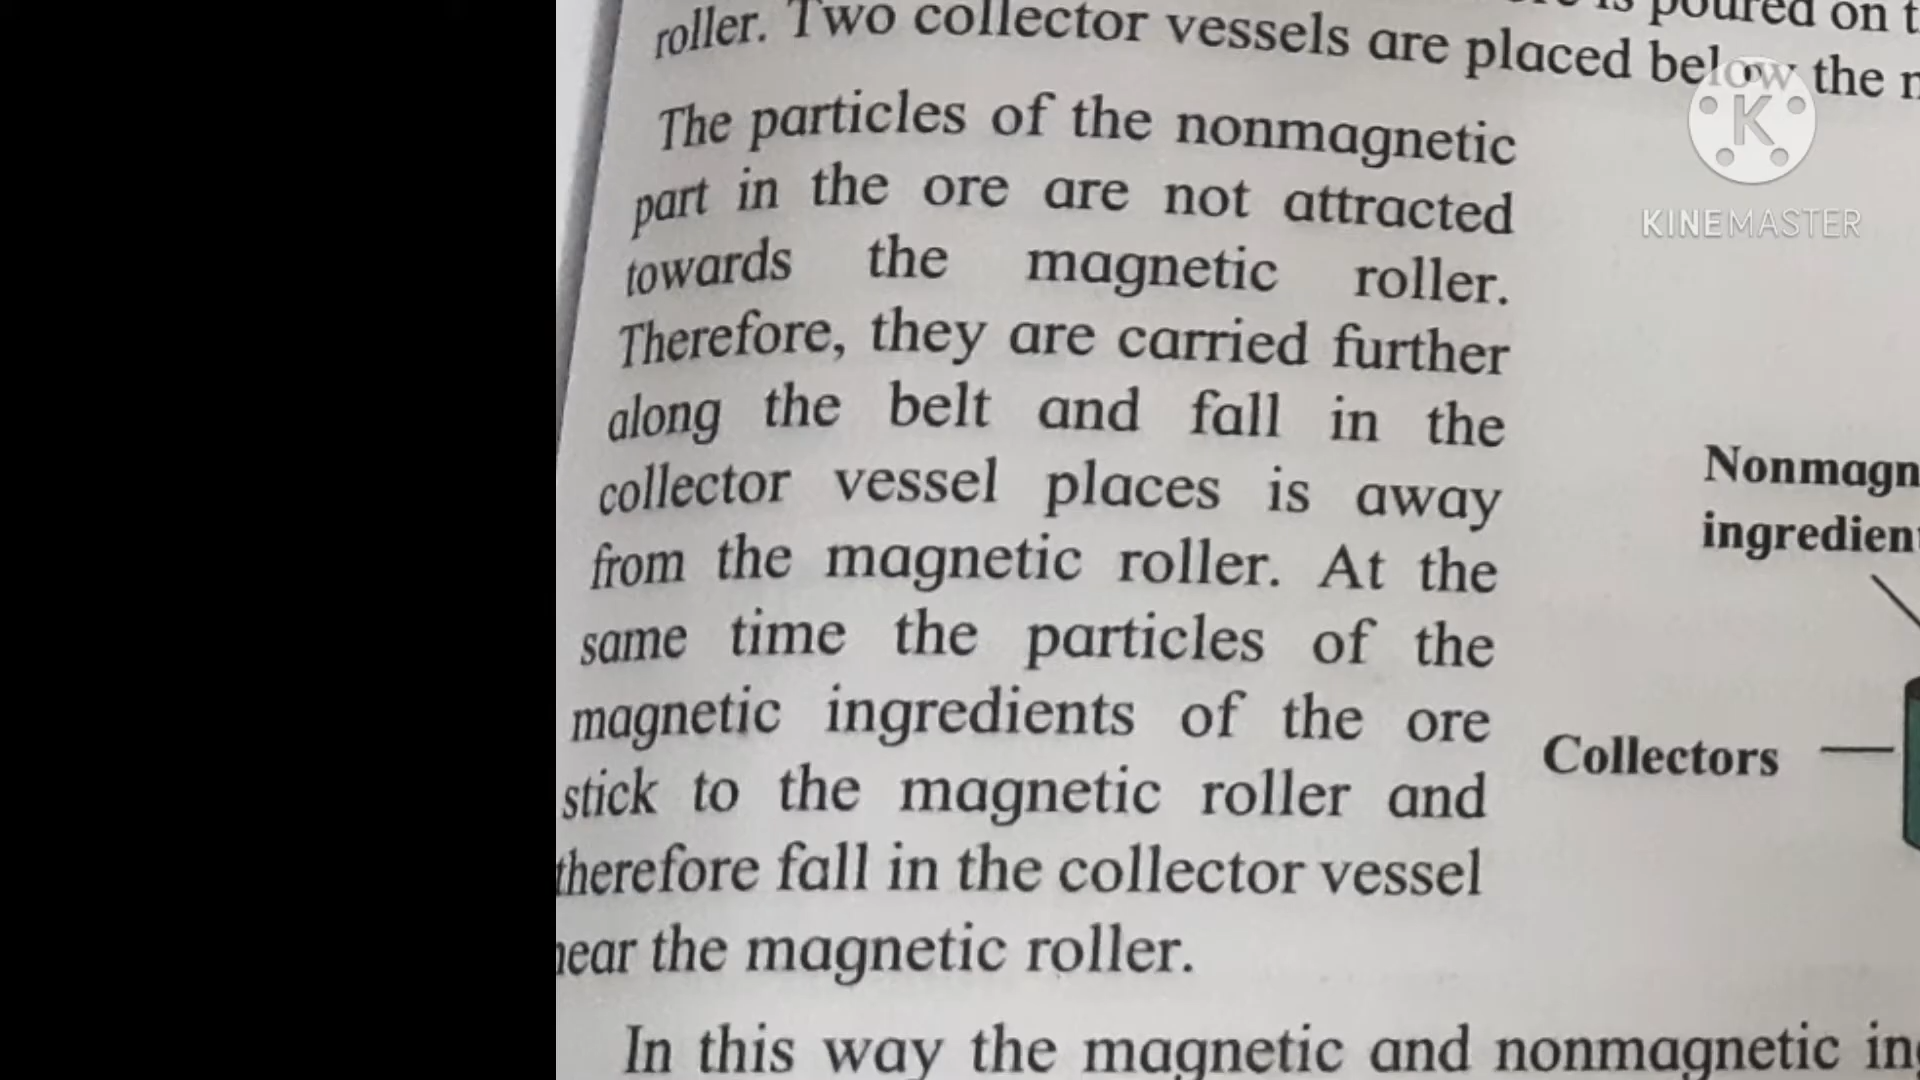 is poured on t
roller. Two collector vessels are placed below the
The particles of the nonmagnetic
part in the ore are not attracted
towards the magnetic roller.
Therefore, they are carried further
along the belt and fall in the
collector vessel places is away
from the magnetic roller. At the
same time the particles of the
magnetic ingredients of the ore
stick to the magnetic roller and
therefore fall in the collector vessel
near the magnetic roller.
In this way the magnetic and nonmagnetic
Nonmagn
ingredient
Collectors
K
KINEMASTER